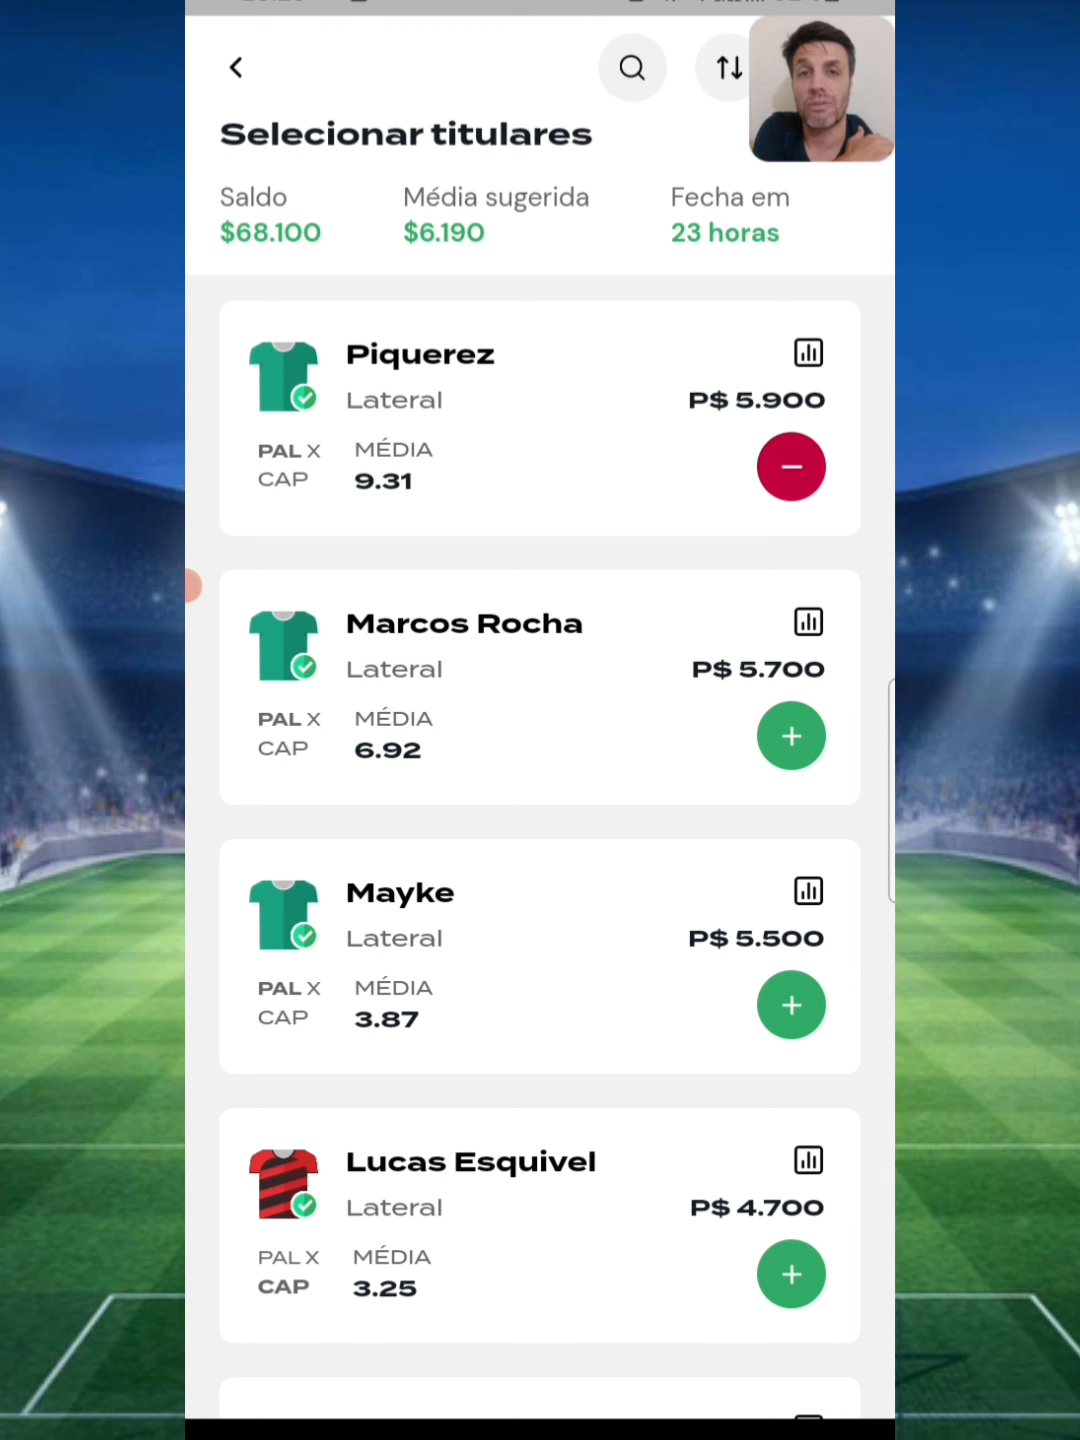 Selecionar titulares
Saldo Média sugerida Fecha em
$68.100 $6.190 23 horas
Piquerez
Lateral P$ 5.900
PAL X MÉDIA
CAP 9.31
Marcos Rocha
Lateral P$ 5.700
PAL X MÉDIA
CAP 6.92
Mayke
Lateral P$ 5.500
PAL X MÉDIA
CAP 3.87
Lucas Esquivel
Lateral P$ 4.700
PAL X MÉDIA
CAP 3.25